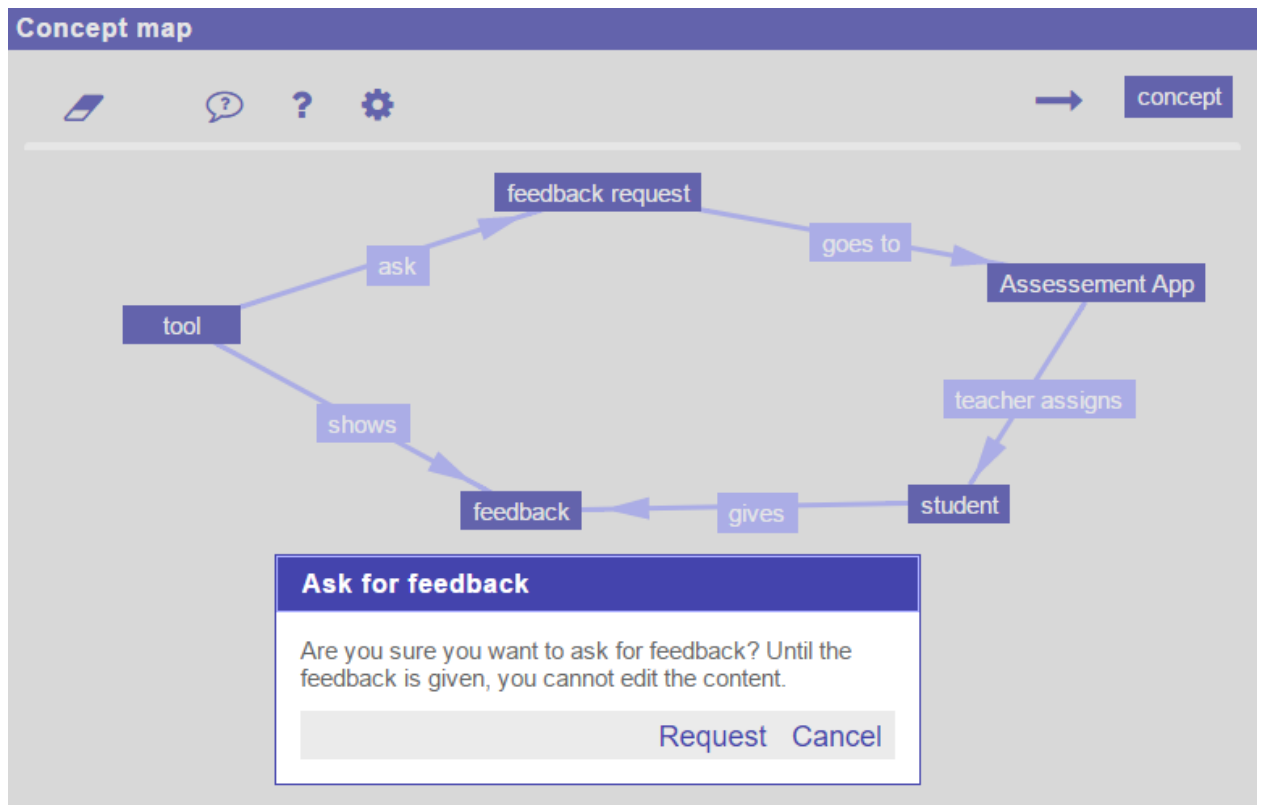 Concept map
?
?
concept
feedback request
goes to
ask
Assessement App
tool
teacher assigns
shows
student
feedback
gives
Ask for feedback
Are you sure you want to ask for feedback? Until the
feedback is given, you cannot edit the content.
Request Cancel